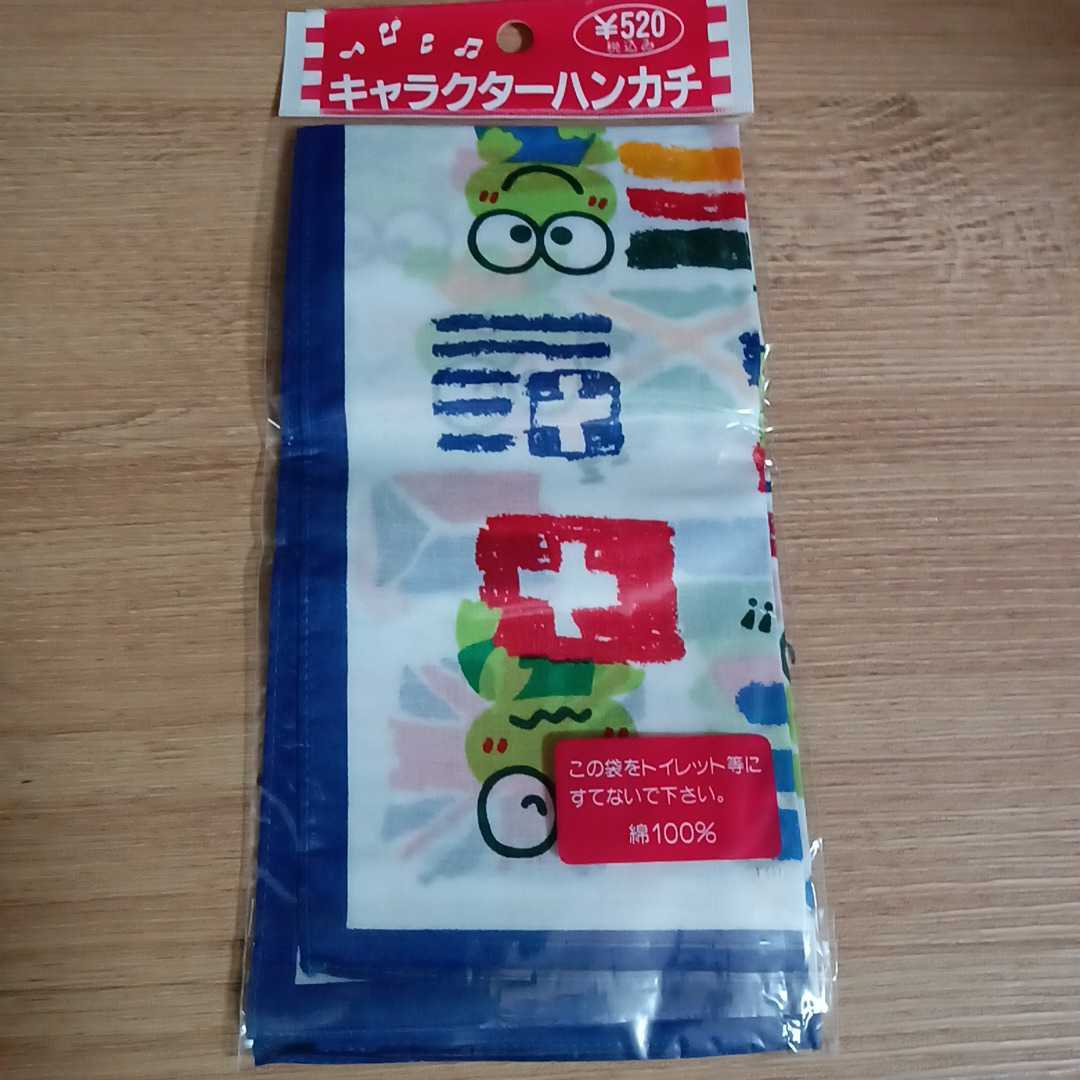 ¥520
税込み
キャラクターハンカチ
この袋をトイレット等に
すてないで下さい。
綿100%